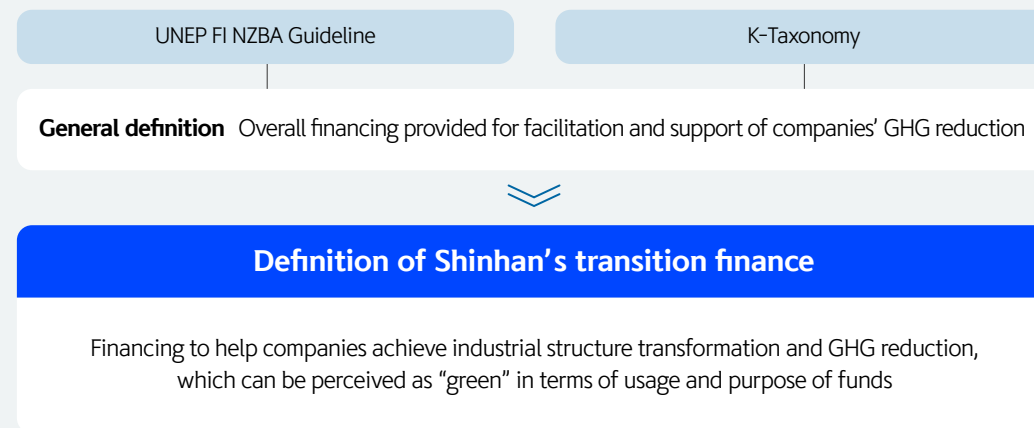 UNEP FI NZBA Guideline
K-Taxonomy
General definition Overall financing provided for facilitation and support of companies' GHG reduction
Definition of Shinhan's transition finance
Financing to help companies achieve industrial structure transformation and GHG reduction,
which can be perceived as “green” in terms of usage and purpose of funds